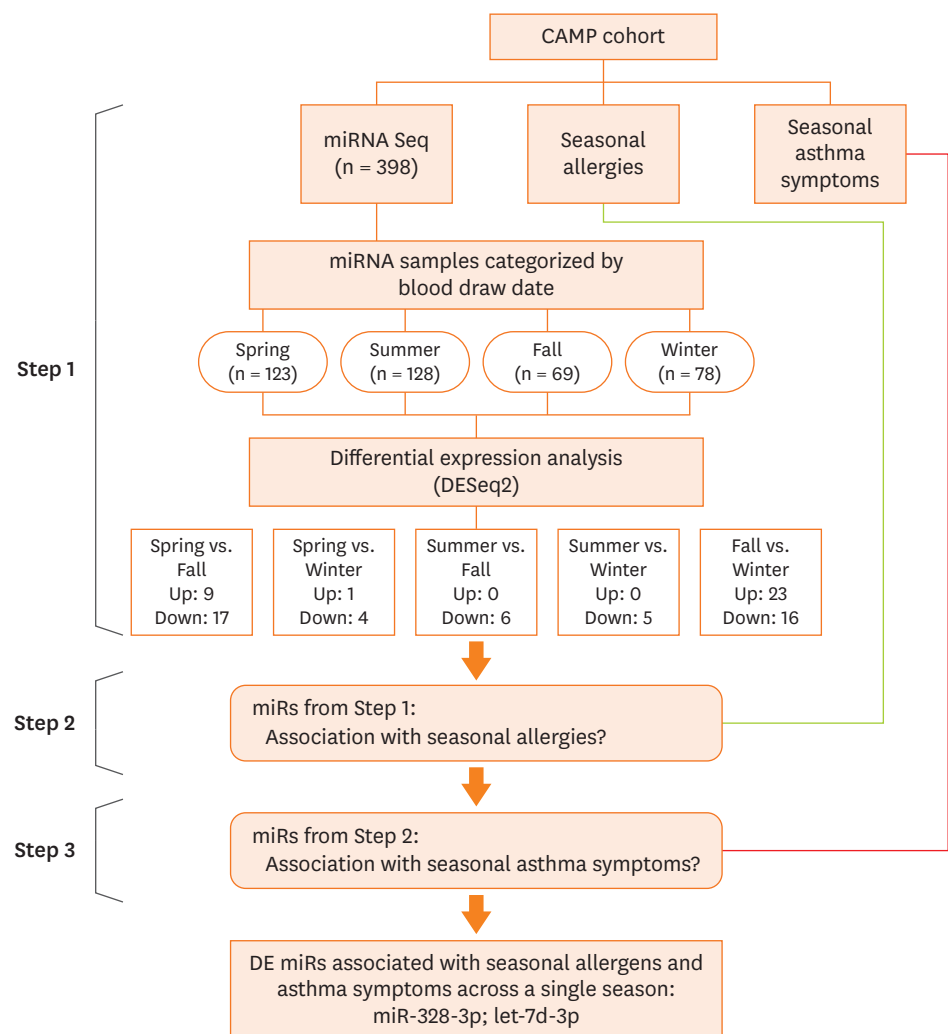 CAMP cohort
miRNA Seq
(n = 398)
Seasonal
allergies
Seasonal
asthma
symptoms
miRNA samples categorized by
blood draw date
Step 1
Spring
(n = 123)
Summer
(n = 128)
Fall
(n = 69)
Winter
(n = 78)
Differential expression analysis
(DESeq2)
Spring vs.
Fall
Up: 9
Down: 17
Spring vs.
Winter
Up: 1
Down: 4
Summer vs.
Fall
Up: 0
Down: 6
Summer vs.
Winter
Up: 0
Down: 5
Fall vs.
Winter
Up: 23
Down: 16
Step 2
miRs from Step 1:
Association with seasonal allergies?
Step 3
miRs from Step 2:
Association with seasonal asthma symptoms?
DE miRs associated with seasonal allergens and
asthma symptoms across a single season:
miR-328-3p; let-7d-3p